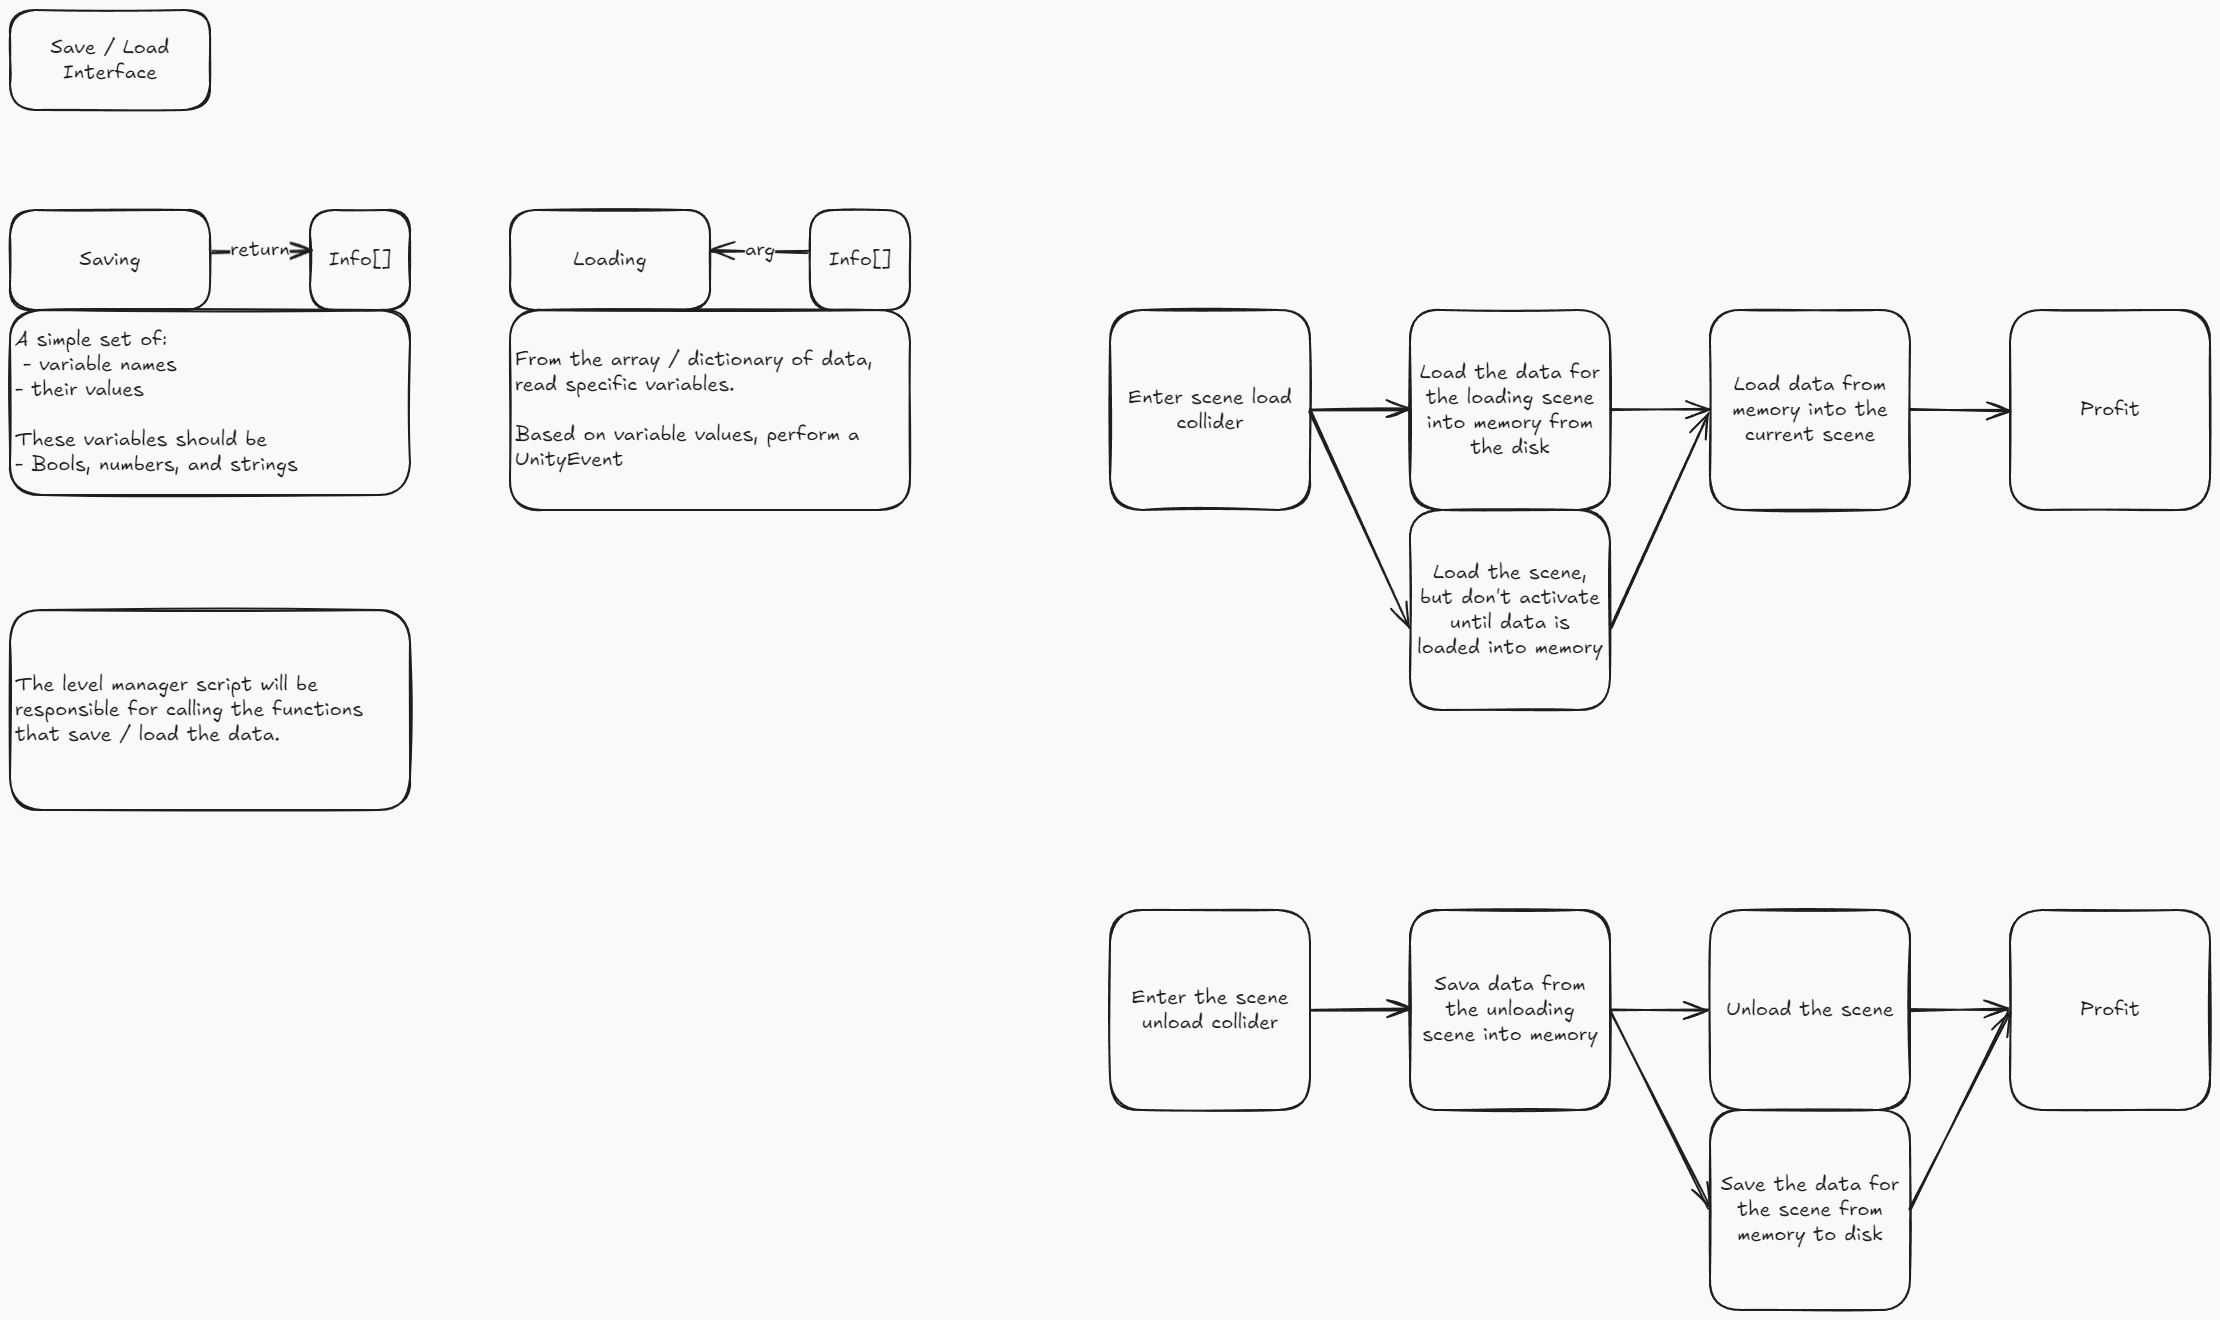 Save / Load
Interface
Saving
return
Info[]
A simple set of:
- variable names
- their values
These variables should be
- Bools, numbers, and strings
Loading
arg
Info[]
From the array / dictionary of data,
read specific variables.
Based on variable values, perform a
UnityEvent
The level manager script will be
responsible for calling the functions
that save / load the data.
Enter scene load
collider
Load the data for
the loading scene
into memory from
the disk
Load the scene,
but don't activate
until data is
loaded into memory
Load data from
memory into the
current scene
Profit
Enter the scene
unload collider
Sava data from
the unloading
scene into memory
Unload the scene
Save the data for
the scene from
memory to disk
Profit